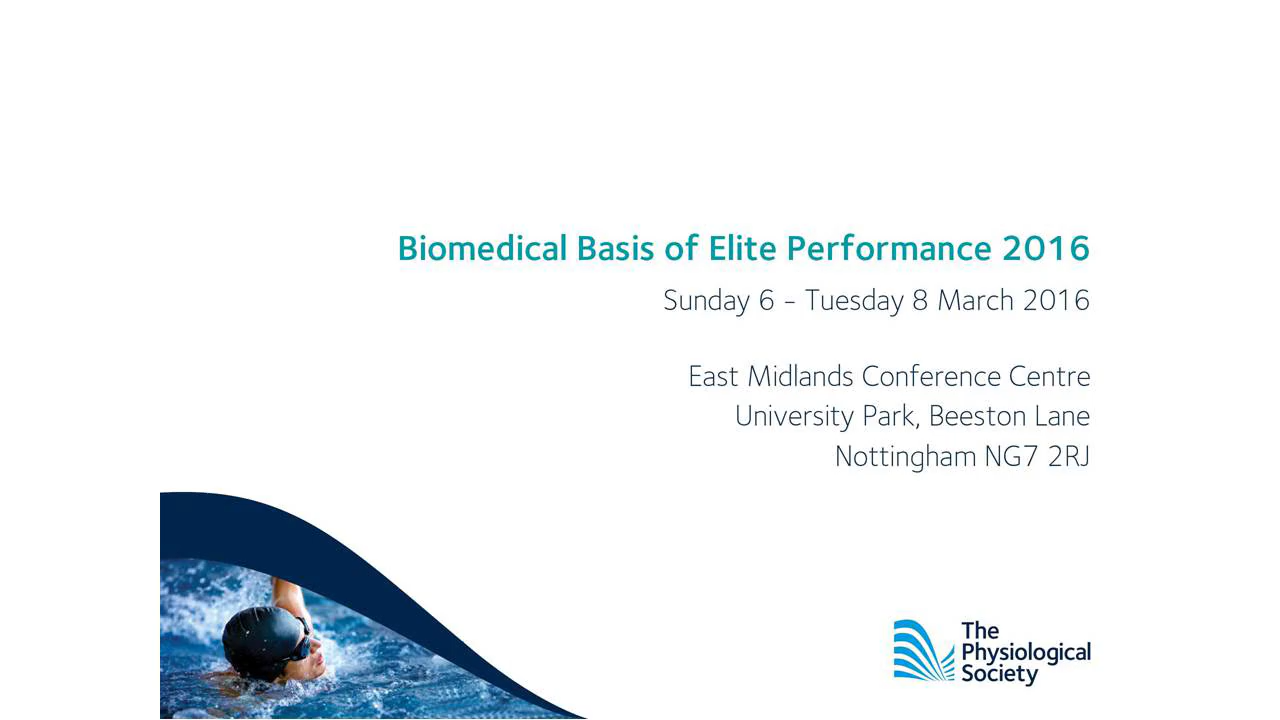 Biomedical Basis of Elite Performance 2016
Sunday 6 – Tuesday 8 March 2016
East Midlands Conference Centre
University Park, Beeston Lane
Nottingham NG7 2RJ
The
Physiological
Society